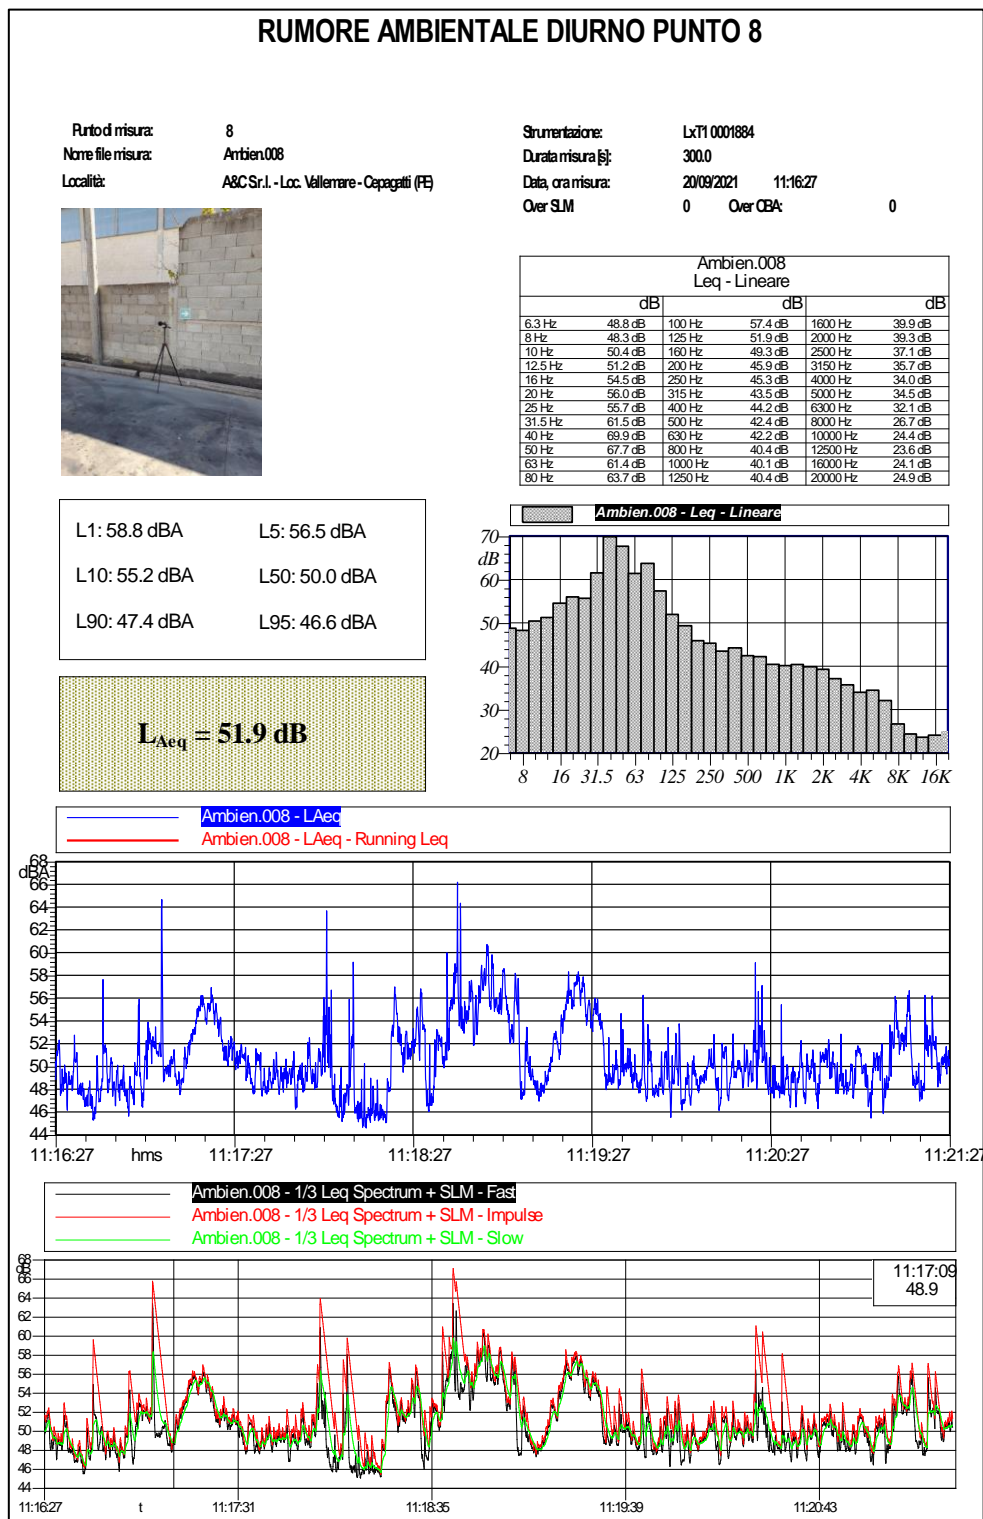 RUMORE AMBIENTALE DIURNO PUNTO 8
Punto di misura: 8
Nome file misura: Ambien.008
Località: A&C S.r.l. - Loc. Vallemare - Cepagatti (PE)
Strumentazione: LxT1 0001884
Durata misura [s]: 300.0
Data, ora misura: 20/09/2021 11:16:27
Over SLM 0 Over OBA: 0
Ambien.008
Leq - Lineare
dB dB dB
6.3 Hz 48.8 dB 100 Hz 57.4 dB 1600 Hz 39.9 dB
8 Hz 48.3 dB 125 Hz 51.9 dB 2000 Hz 39.3 dB
10 Hz 50.4 dB 160 Hz 49.3 dB 2500 Hz 37.1 dB
12.5 Hz 51.2 dB 200 Hz 45.9 dB 3150 Hz 35.7 dB
16 Hz 54.5 dB 250 Hz 45.3 dB 4000 Hz 34.0 dB
20 Hz 56.0 dB 315 Hz 43.5 dB 5000 Hz 34.5 dB
25 Hz 55.7 dB 400 Hz 44.2 dB 6300 Hz 32.1 dB
31.5 Hz 61.5 dB 500 Hz 42.4 dB 8000 Hz 26.7 dB
40 Hz 69.9 dB 630 Hz 42.2 dB 10000 Hz 24.4 dB
50 Hz 67.7 dB 800 Hz 40.4 dB 12500 Hz 23.6 dB
63 Hz 61.4 dB 1000 Hz 40.1 dB 16000 Hz 24.1 dB
80 Hz 63.7 dB 1250 Hz 40.4 dB 20000 Hz 24.9 dB
L1: 58.8 dBA L5: 56.5 dBA
L10: 55.2 dBA L50: 50.0 dBA
L90: 47.4 dBA L95: 46.6 dBA
LAeq = 51.9 dB
Ambien.008 - Leq - Lineare
70
dB
60
50
40
30
20
8 16 31.5 63 125 250 500 1K 2K 4K 8K 16K
Ambien.008 - LAeq
Ambien.008 - LAeq - Running Leq
68
dBA
66
64
62
60
58
56
54
52
50
48
46
44
11:16:27 hms 11:17:27 11:18:27 11:19:27 11:20:27 11:21:27
Ambien.008 - 1/3 Leq Spectrum + SLM - Fast
Ambien.008 - 1/3 Leq Spectrum + SLM - Impulse
Ambien.008 - 1/3 Leq Spectrum + SLM - Slow
68
dB
66
64
62
60
58
56
54
52
50
48
46
44
11:17:09
48.9
11:16:27 t 11:17:31 11:18:35 11:19:39 11:20:43